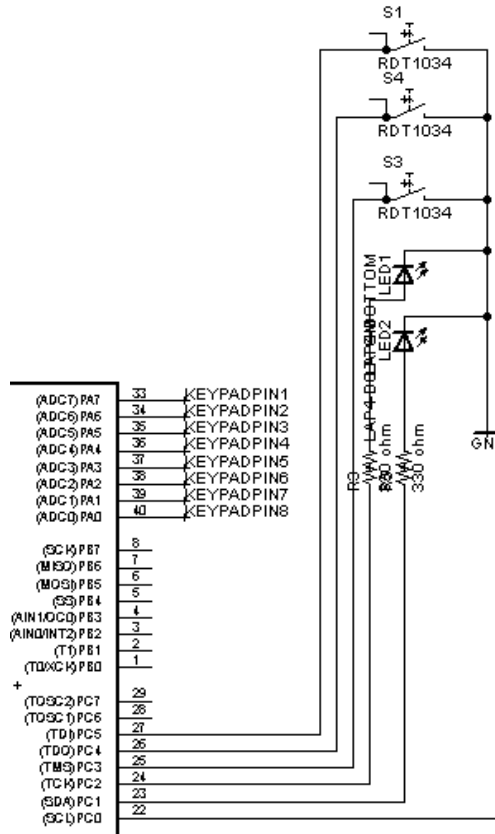 S1
RDT1034
S4
RDT1034
S3
RDT1034
LED1
LED2
330 ohm
GN
(ADC7)PA7 33 KEYPADPIN1
(ADC6)PA6 34 KEYPADPIN2
(ADC5)PA5 35 KEYPADPIN3
(ADC4)PA4 36 KEYPADPIN4
(ADC3)PA3 37 KEYPADPIN5
(ADC2)PA2 38 KEYPADPIN6
(ADC1)PA1 39 KEYPADPIN7
(ADC0)PA0 40 KEYPADPIN8
(SCK)PB7 8
(MISO)PB6 7
(MOSI)PB5 6
(SS)PB4 5
(AIN1/OC0)PB3 4
(AIN0/INT2)PB2 3
(T1)PB1 2
(T0/XCK)PB0 1
+
(TOSC2)PC7 29
(TOSC1)PC6 28
(TDI)PC5 27
(TDO)PC4 26
(TMS)PC3 25
(TCK)PC2 24
(SDA)PC1 23
(SCL)PC0 22